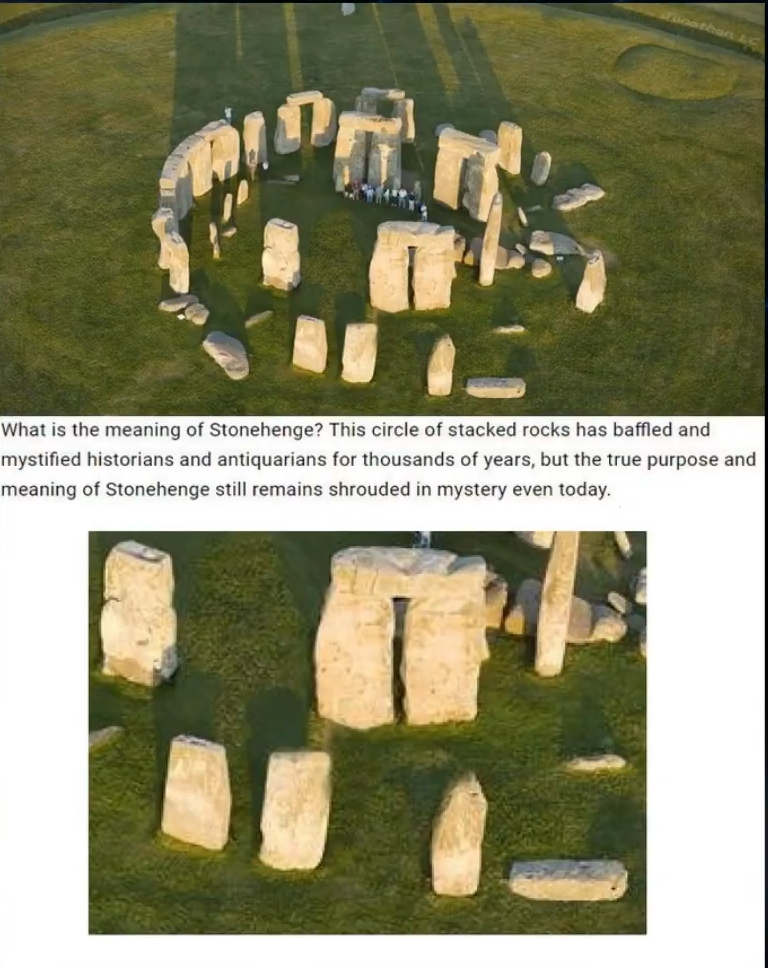 What is the meaning of Stonehenge? This circle of stacked rocks has baffled and
mystified historians and antiquarians for thousands of years, but the true purpose and
meaning of Stonehenge still remains shrouded in mystery even today.